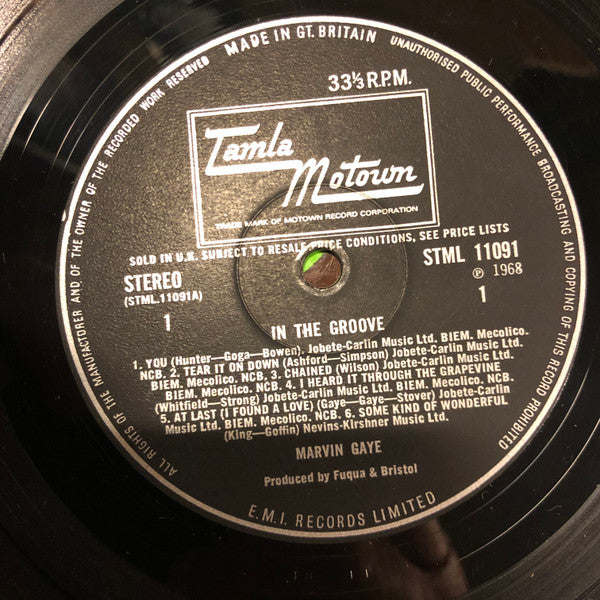 MADE IN GT. BRITAIN
UNAUTHORISED PUBLIC PERFORMANCE BROADCASTING AND COPYING OF THIS RECORD PROHIBITED
ALL RIGHTS OF THE MANUFACTURER AND OF THE OWNER OF THE RECORDED WORK RESERVED
33⅓ R.P.M.
Tamla
Motown
TRADE MARK OF MOTOWN RECORD CORPORATION
SOLD IN U.K. SUBJECT TO RESALE PRICE CONDITIONS, SEE PRICE LISTS
STEREO
(STML.11091A)
1
STML 11091
℗ 1968
1
IN THE GROOVE
1. YOU (Hunter—Goga—Bowen). Jobete-Carlin Music Ltd. BIEM. Mecolico.
NCB. 2. TEAR IT ON DOWN (Ashford—Simpson) Jobete-Carlin Music Ltd.
BIEM. Mecolico. NCB. 3. CHAINED (Wilson) Jobete-Carlin Music Ltd.
BIEM. Mecolico. NCB. 4. I HEARD IT THROUGH THE GRAPEVINE
(Whitfield—Strong) Jobete-Carlin Music Ltd. BIEM. Mecolico. NCB.
5. AT LAST (I FOUND A LOVE) (Gaye—Gaye—Stover) Jobete-Carlin
Music Ltd. BIEM. Mecolico. NCB. 6. SOME KIND OF WONDERFUL
(King—Goffin) Nevins-Kirshner Music Ltd.
MARVIN GAYE
Produced by Fuqua & Bristol
E.M.I. RECORDS LIMITED